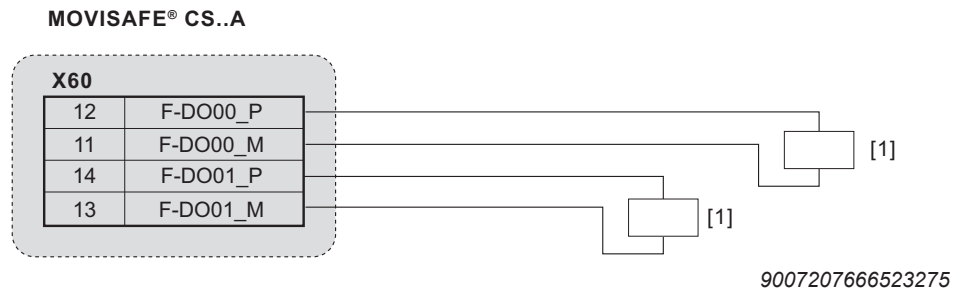 MOVISAFE® CS..A
X60
12 F-DO00_P
11 F-DO00_M
[1]
14 F-DO01_P
13 F-DO01_M
[1]
9007207666523275